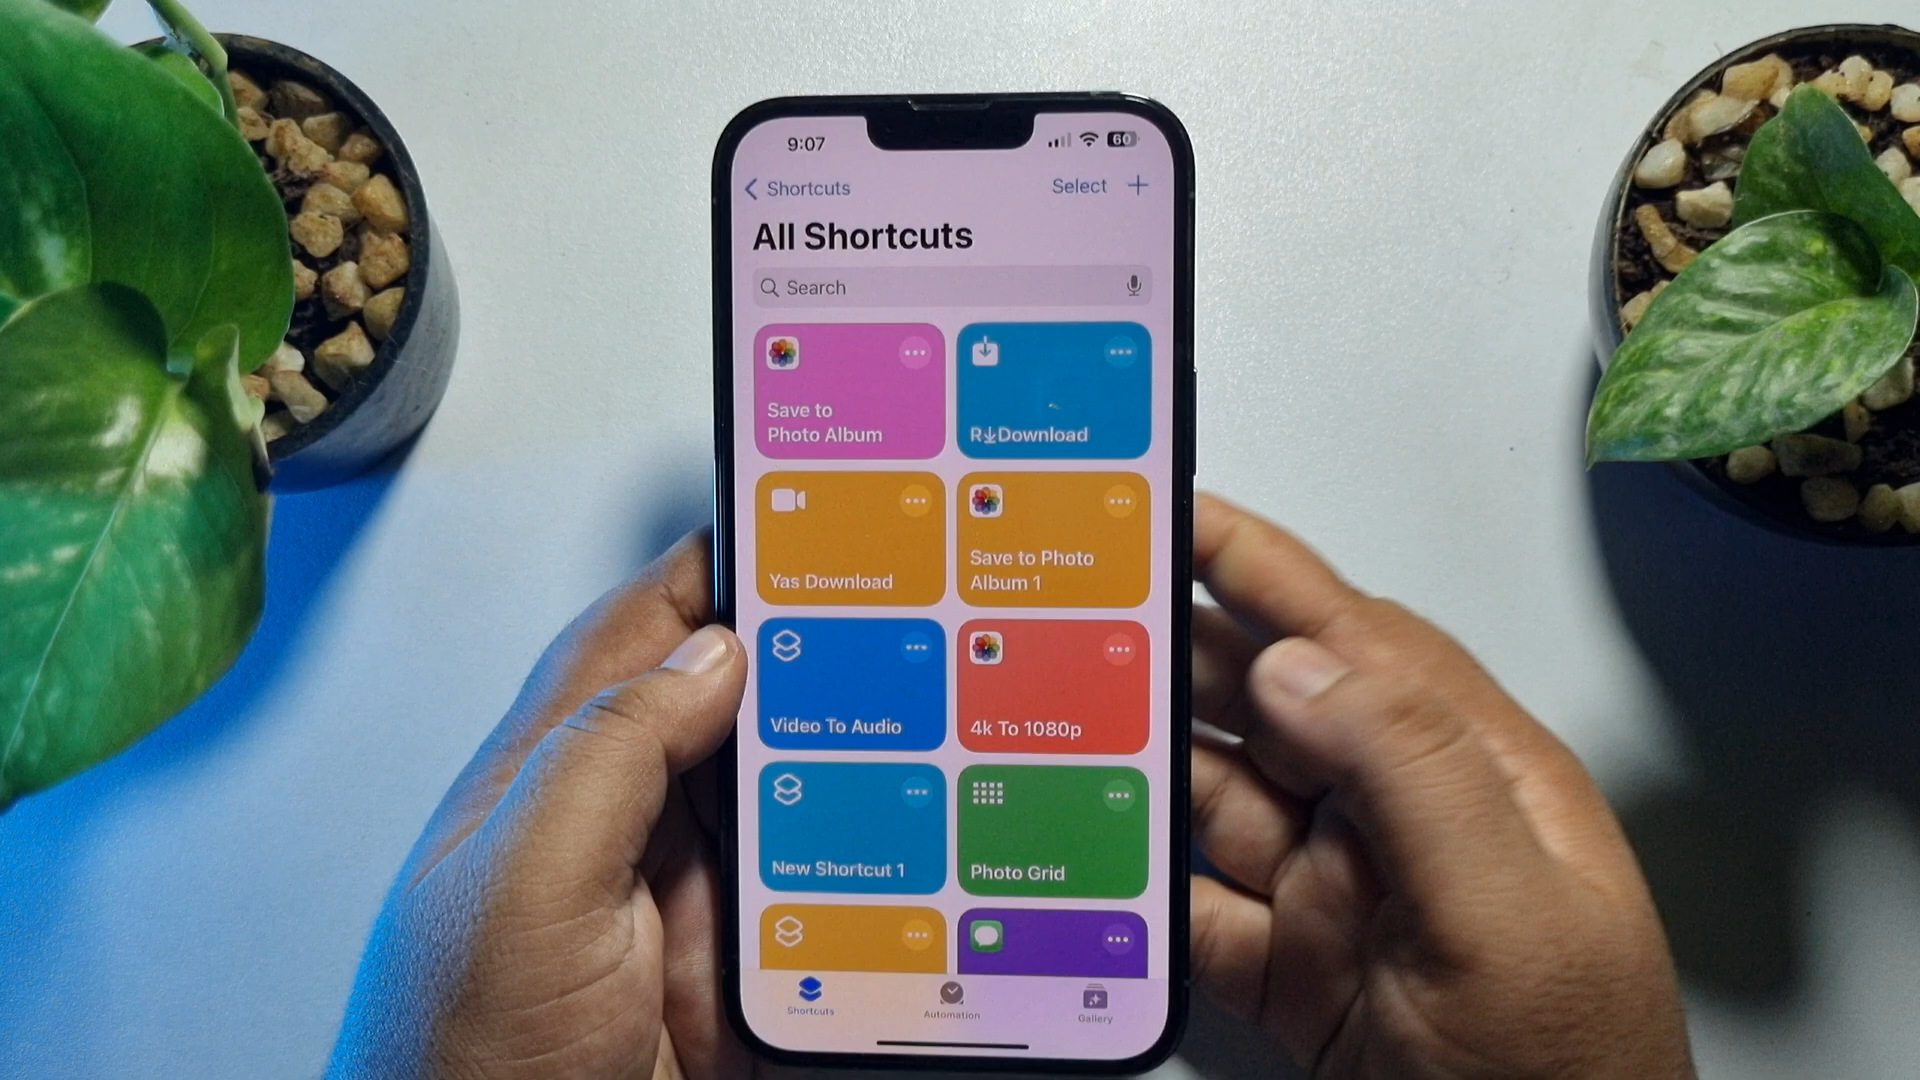 9:07
60
Shortcuts
Select
All Shortcuts
Search
Save to
Photo Album
R↓Download
Yas Download
Save to Photo
Album 1
Video To Audio
4k To 1080p
New Shortcut 1
Photo Grid
Shortcuts
Automation
Gallery